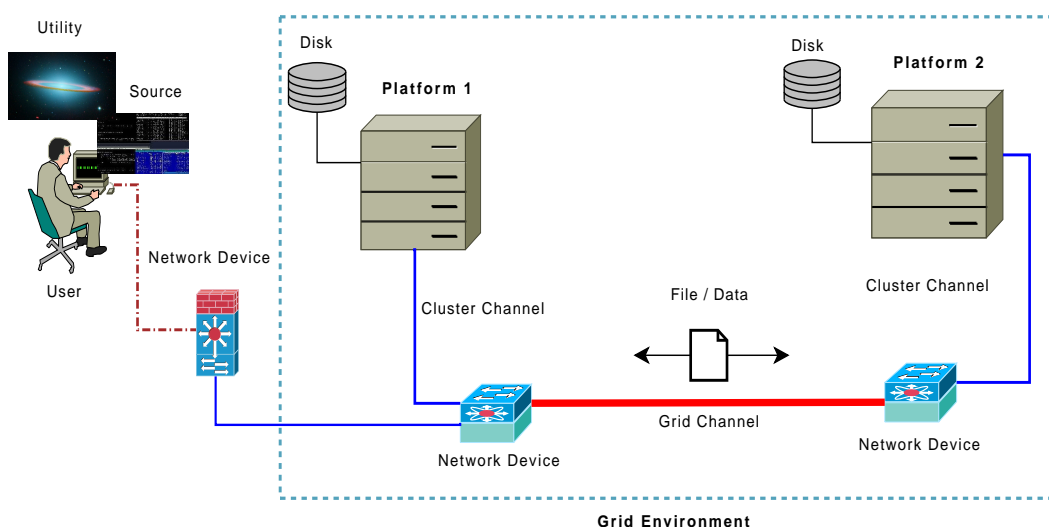 Utility
Source
User
Network Device
Disk
Platform 1
Cluster Channel
Network Device
File / Data
Grid Channel
Disk
Platform 2
Cluster Channel
Network Device
Grid Environment